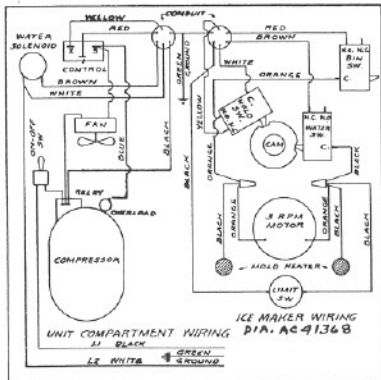 YELLOW
CONDUIT
RED
RED
BROWN
WATER
SOLENOID
CONTROL
WHITE
N.O. N.C.
BIN
SW.
C.
BROWN
WHITE
ORANGE
GREEN
GROUND
YELLOW
C.
HOLD
SW.
N.C. N.O.
WATER
SW.
C.
FAN
BLUE
BLACK
ON-OFF
SW
ORANGE
CAM
BLACK
BLACK
RELAY
OVERLOAD
BLACK
ORANGE
3 RPM
MOTOR
ORANGE
BLACK
BLACK
COMPRESSOR
MOLD HEATER
LIMIT
SW
UNIT COMPARTMENT WIRING
ICE MAKER WIRING
DIA. AC41368
L1 BLACK
L2 WHITE
GREEN
GROUND